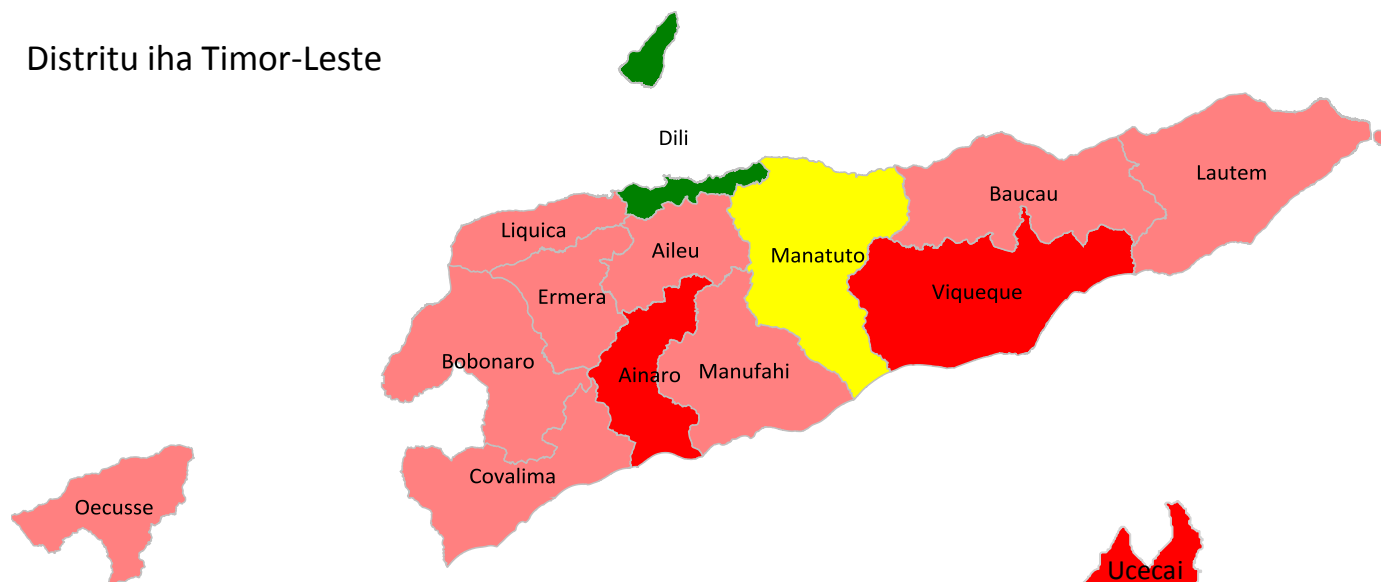 Distritu iha Timor-Leste
Dili
Lautem
Baucau
Liquica
Aileu
Manatuto
Viqueque
Ermera
Bobonaro
Ainaro
Manufahi
Covalima
Oecusse
Ucecai